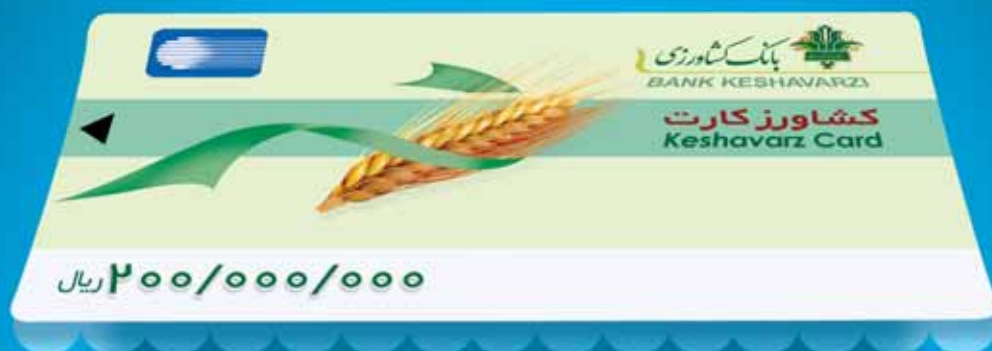 بانک کشاورزی
BANK KESHAVARZI
کشاورز کارت
Keshavarz Card
۲۰۰/۰۰۰/۰۰۰ ریال